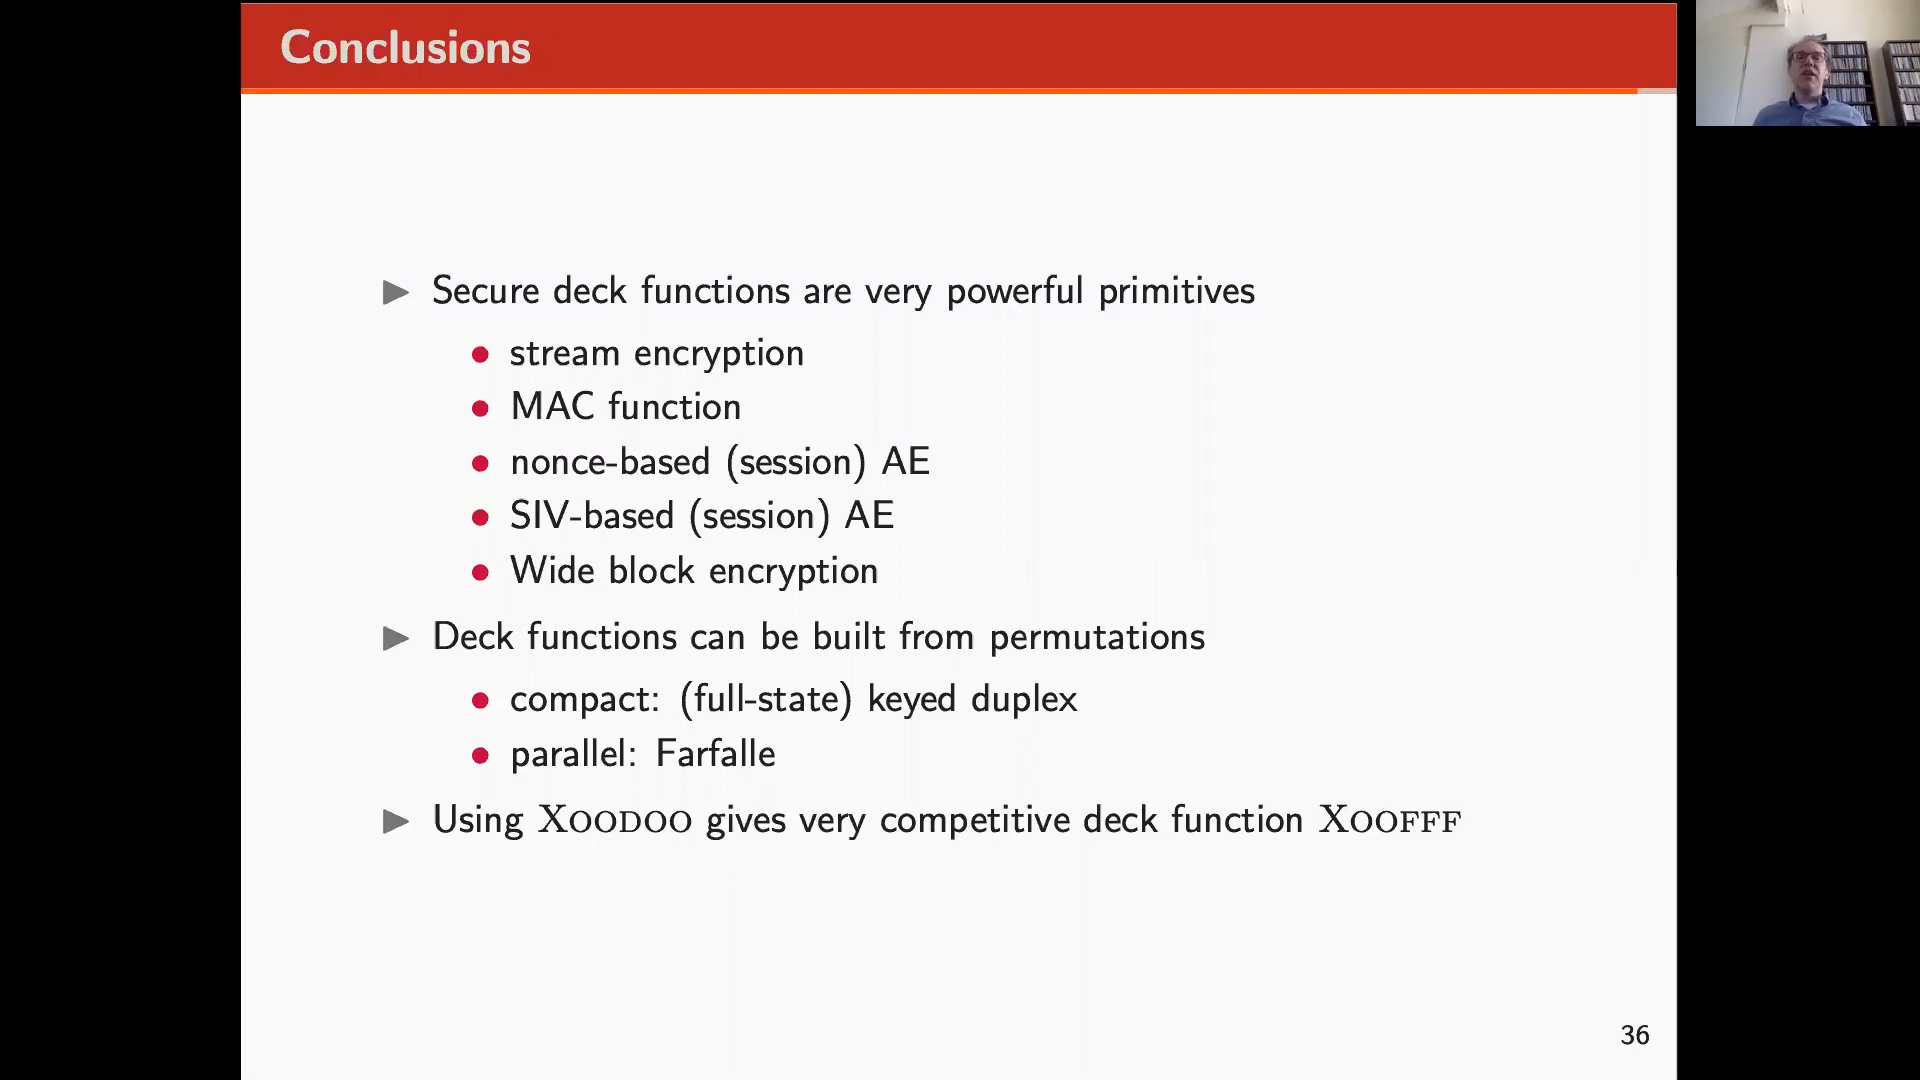 Conclusions
Secure deck functions are very powerful primitives
stream encryption
MAC function
nonce-based (session) AE
SIV-based (session) AE
Wide block encryption
Deck functions can be built from permutations
compact: (full-state) keyed duplex
parallel: Farfalle
Using XOODOO gives very competitive deck function XOOFFF
36